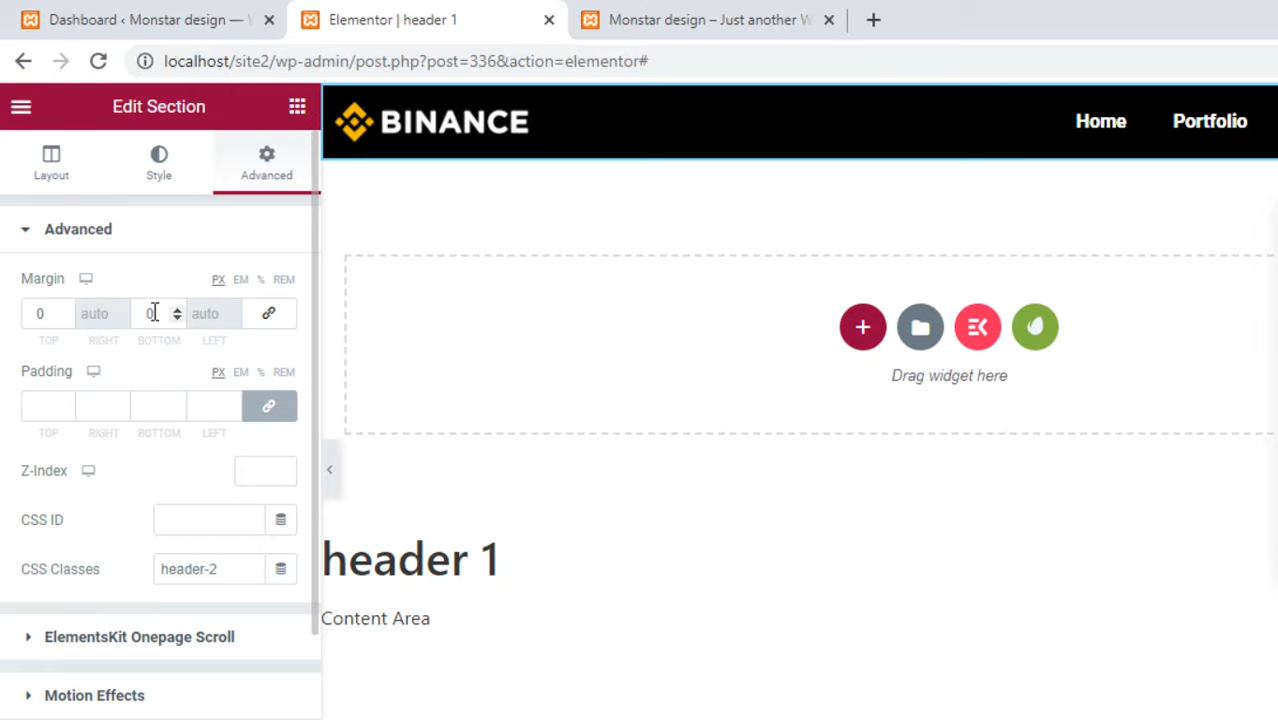 Dashboard ‹ Monstar design — W
Elementor | header 1
Monstar design – Just another W
localhost/site2/wp-admin/post.php?post=336&action=elementor#
Edit Section
BINANCE
Home
Portfolio
Layout
Style
Advanced
Advanced
Margin
PX EM % REM
0 auto 0 auto
TOP RIGHT BOTTOM LEFT
Padding
PX EM % REM
TOP RIGHT BOTTOM LEFT
Drag widget here
Z-Index
CSS ID
CSS Classes
header-2
header 1
Content Area
ElementsKit Onepage Scroll
Motion Effects